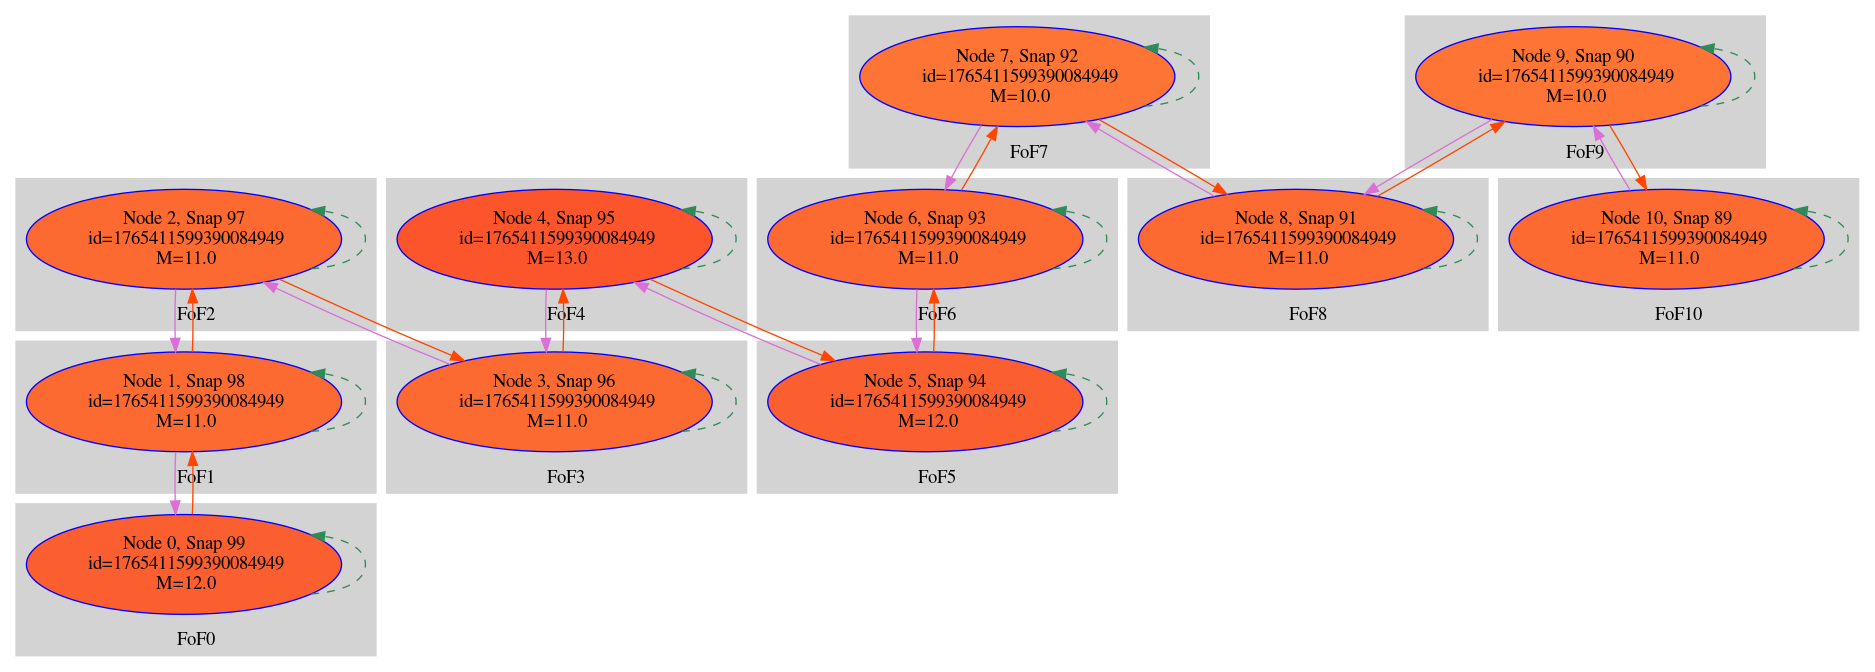 Node 7, Snap 92
id=1765411599390084949
M=10.0
FoF7
Node 9, Snap 90
id=1765411599390084949
M=10.0
FoF9
Node 2, Snap 97
id=1765411599390084949
M=11.0
FoF2
Node 4, Snap 95
id=1765411599390084949
M=13.0
FoF4
Node 6, Snap 93
id=1765411599390084949
M=11.0
FoF6
Node 8, Snap 91
id=1765411599390084949
M=11.0
FoF8
Node 10, Snap 89
id=1765411599390084949
M=11.0
FoF10
Node 1, Snap 98
id=1765411599390084949
M=11.0
FoF1
Node 3, Snap 96
id=1765411599390084949
M=11.0
FoF3
Node 5, Snap 94
id=1765411599390084949
M=12.0
FoF5
Node 0, Snap 99
id=1765411599390084949
M=12.0
FoF0